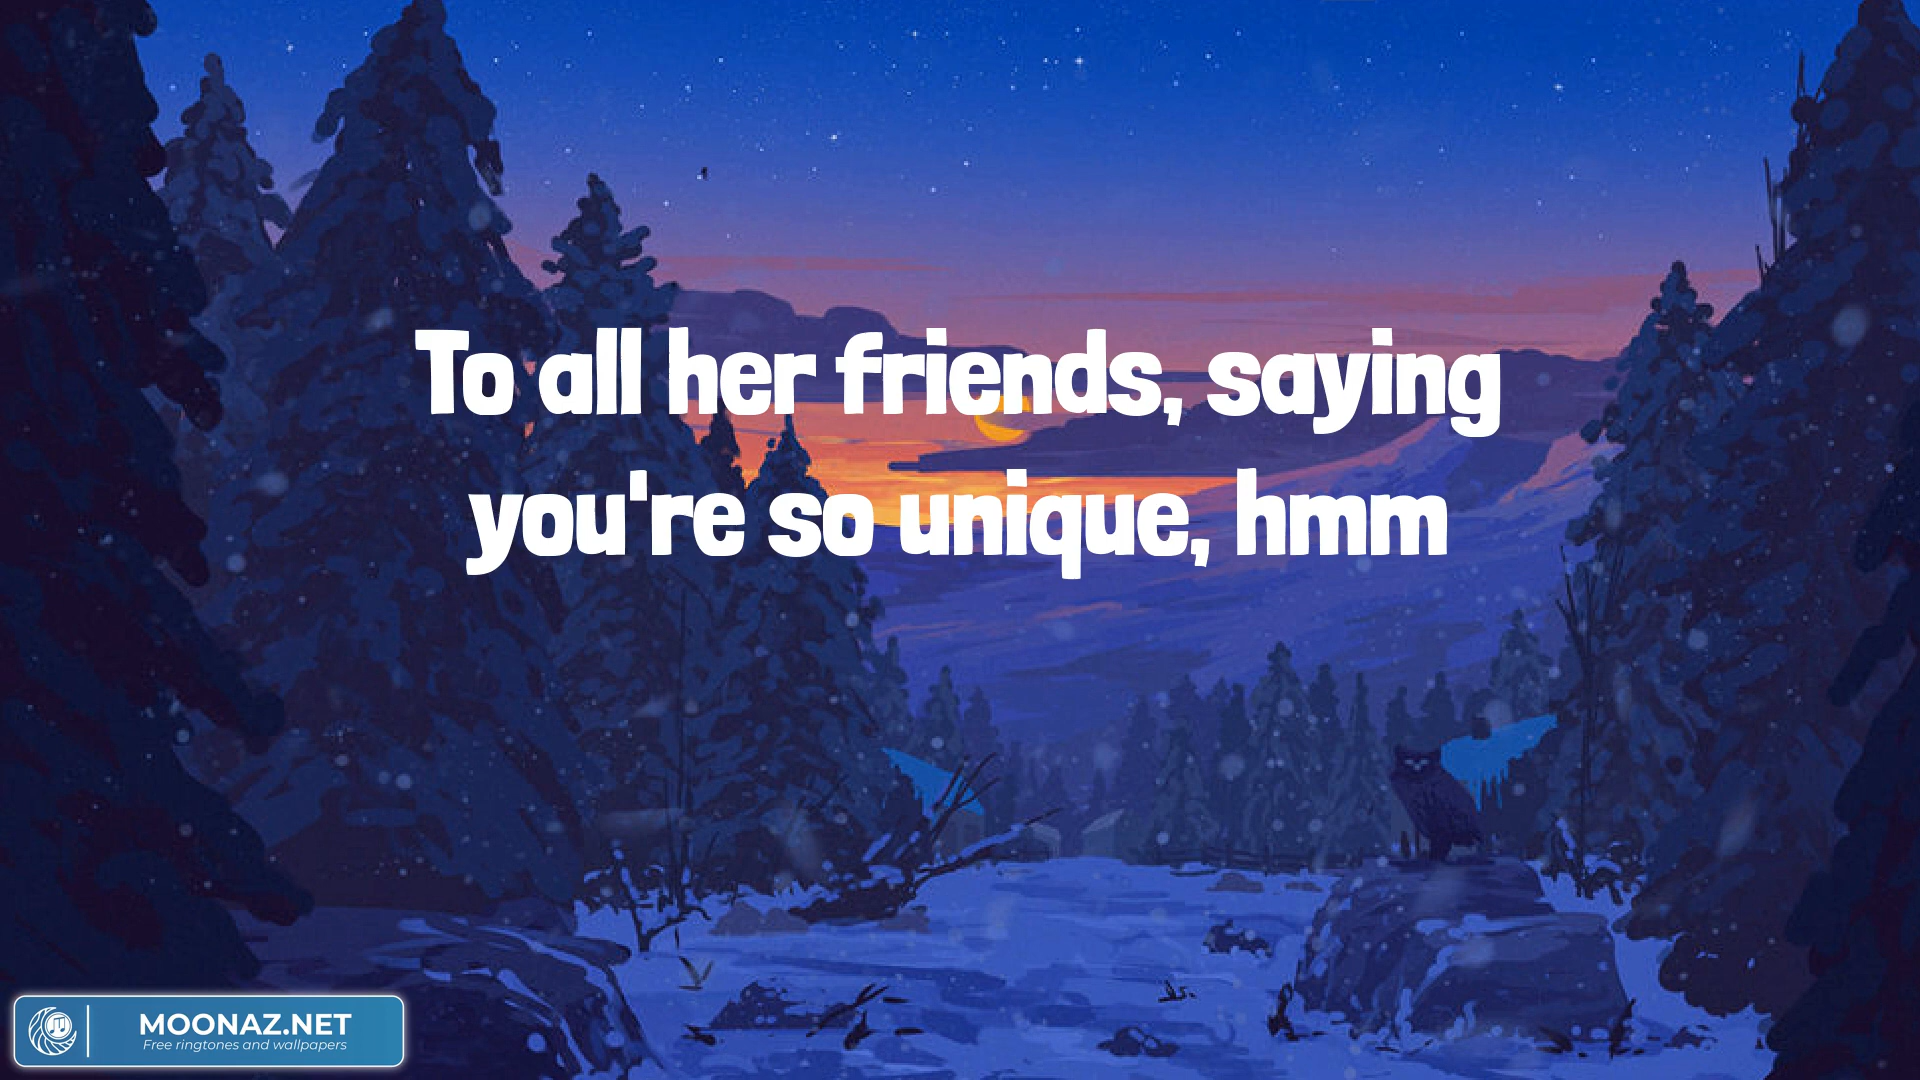 To all her friends, saying
you're so unique, hmm
MOONAZ.NET
Free ringtones and wallpapers